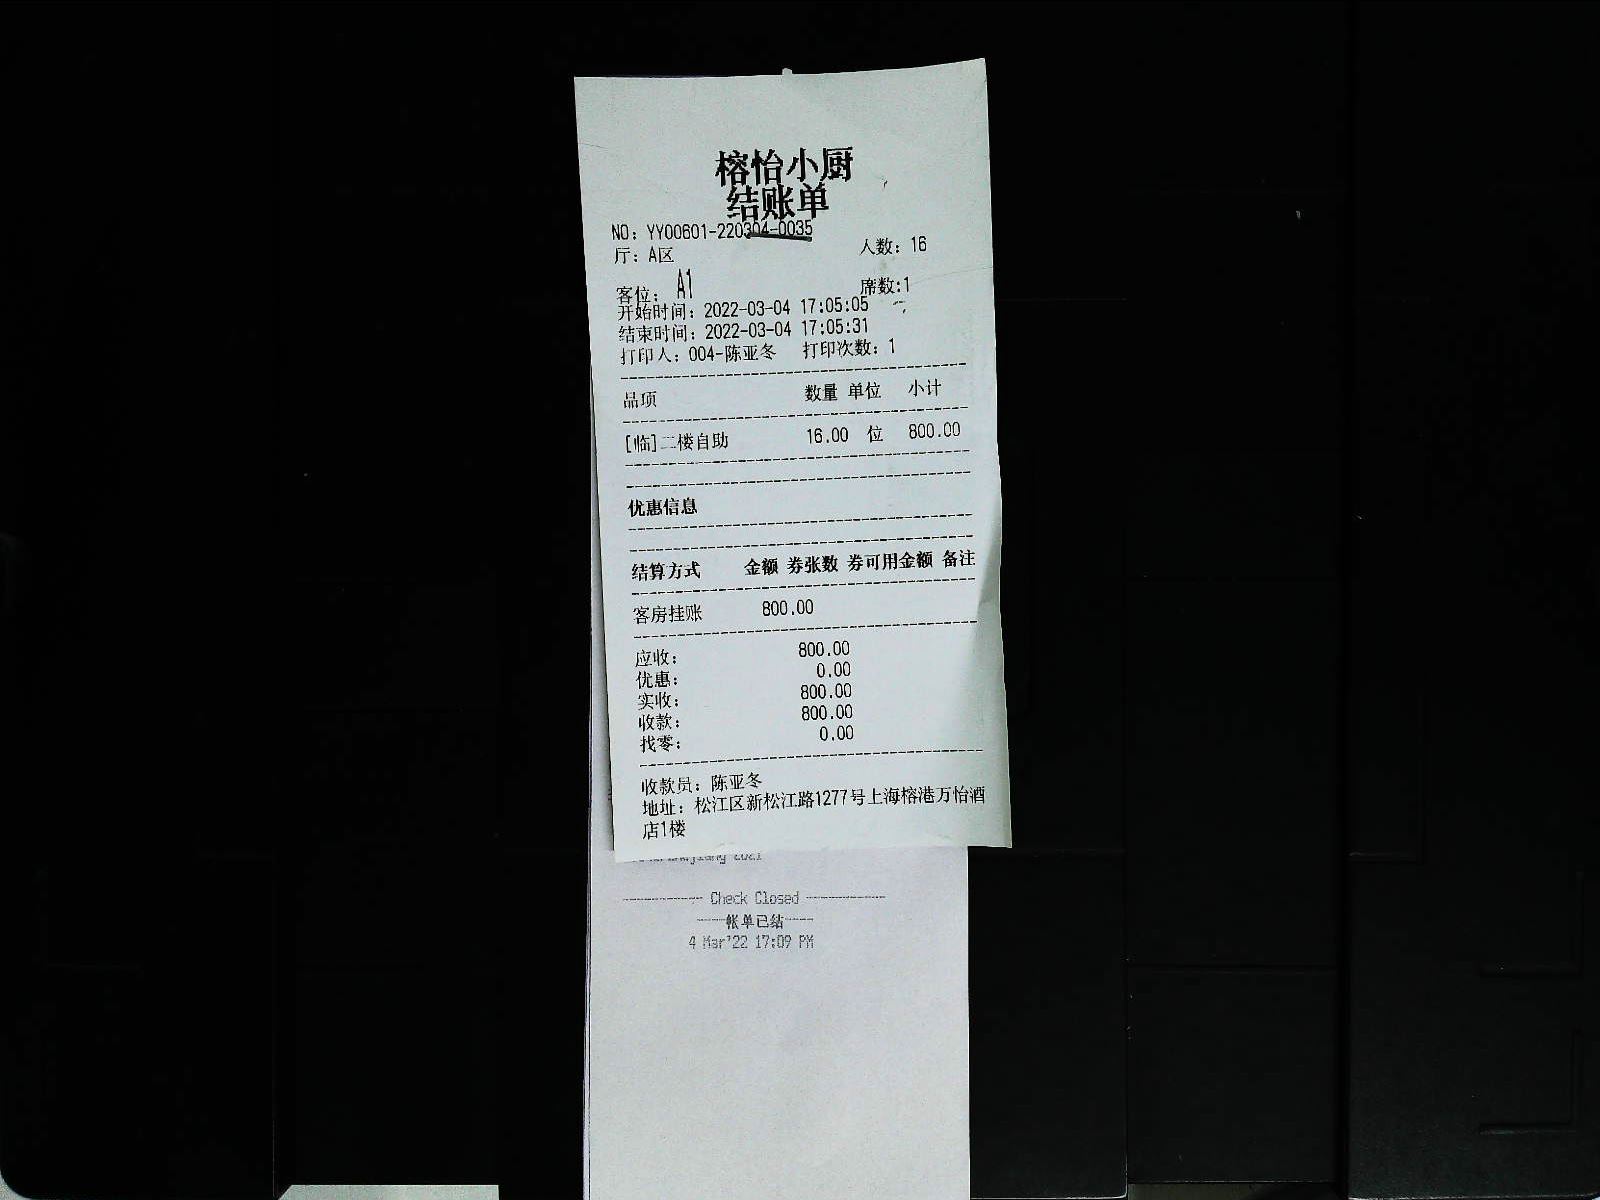 榕怡小厨
结账单
NO: YY00601-220304-0035
厅: A区 人数: 16
客位: A1 席数:1
开始时间: 2022-03-04 17:05:05
结束时间: 2022-03-04 17:05:31
打印人: 004-陈亚冬 打印次数: 1
品项 数量 单位 小计
[临]二楼自助 16.00 位 800.00
优惠信息
结算方式 金额 券张数 券可用金额 备注
客房挂账 800.00
应收: 800.00
优惠: 0.00
实收: 800.00
收款: 800.00
找零: 0.00
收款员: 陈亚冬
地址: 松江区新松江路1277号上海榕港万怡酒
店1楼
Check Closed
帐单已结
4 Mar'22 17:09 PM